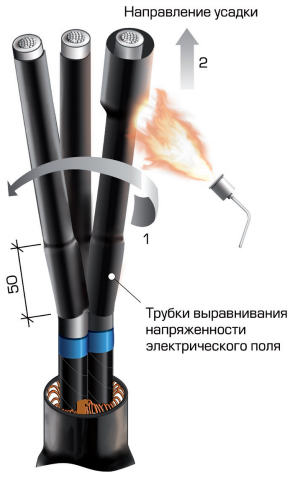 Направление усадки
2
1
50
Трубки выравнивания
напряженности
электрического поля